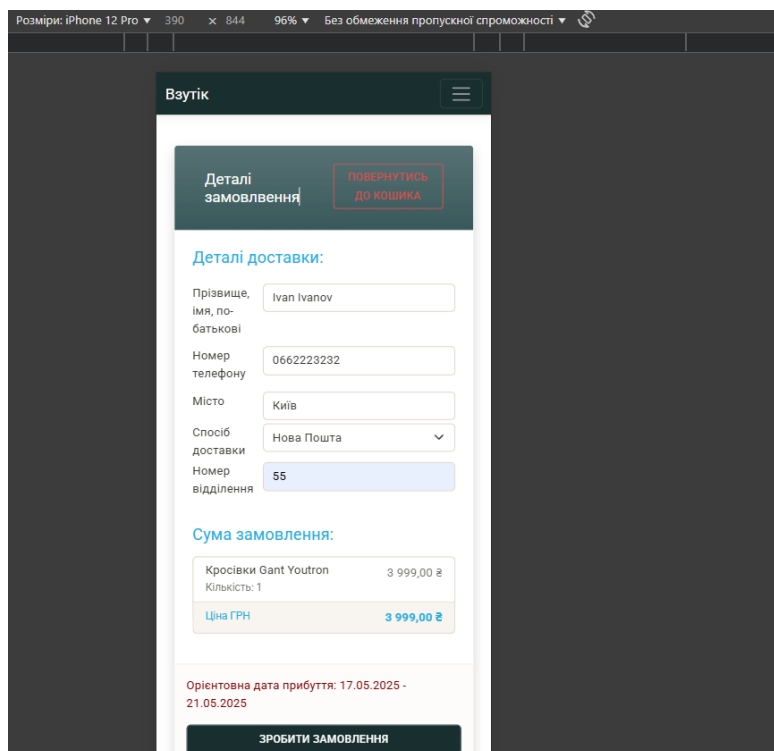 Розміри: iPhone 12 Pro ▼ 390 × 844 96% ▼ Без обмеження пропускної спроможності ▼
Взутік
Деталі
замовлвення
ПОВЕРНУТИСЬ
ДО КОШИКА
Деталі доставки:
Прізвище,
імя, по-
батькові
Ivan Ivanov
Номер
телефону
0662223232
Місто
Київ
Спосіб
доставки
Нова Пошта
Номер
відділення
55
Сума замовлення:
Кросівки Gant Youtron
3 999,00 ₴
Кількість: 1
Ціна ГРН
3 999,00 ₴
Орієнтовна дата прибуття: 17.05.2025 -
21.05.2025
ЗРОБИТИ ЗАМОВЛЕННЯ